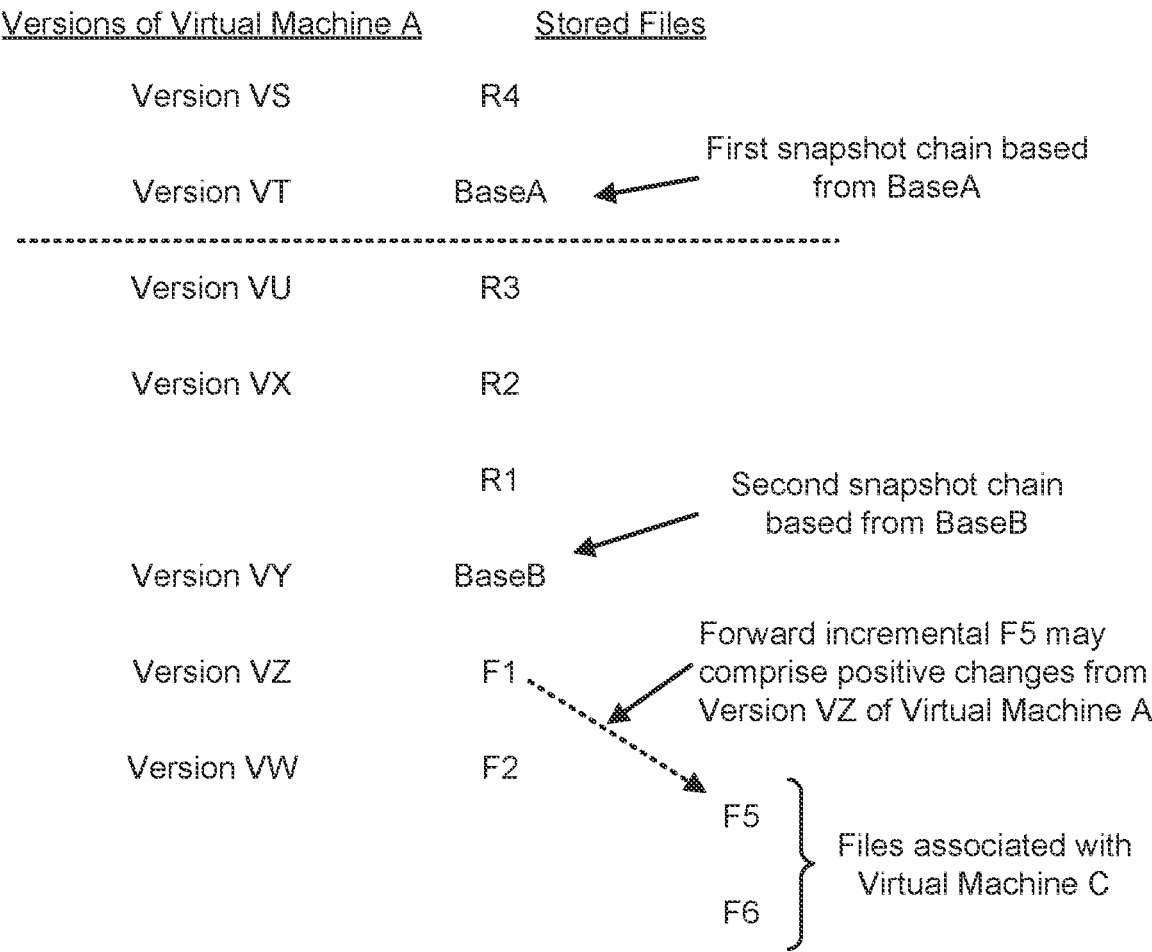 Versions of Virtual Machine A Stored Files
Version VS R4
First snapshot chain based
from BaseA
Version VT BaseA
Version VU R3
Version VX R2
R1
Second snapshot chain
based from BaseB
Version VY BaseB
Forward incremental F5 may
comprise positive changes from
Version VZ of Virtual Machine A
Version VZ F1
Version VW F2
F5
Files associated with
Virtual Machine C
F6